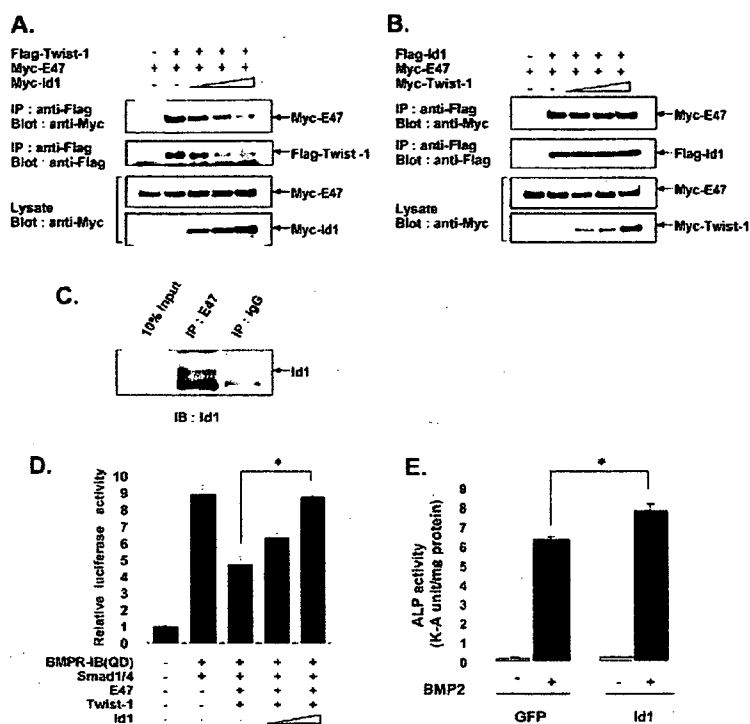 A.
Flag-Twist-1 - + + + +
Myc-E47 + + + + +
Myc-Id1 - -
IP : anti-Flag
Blot : anti-Myc
Myc-E47
IP : anti-Flag
Blot : anti-Flag
Flag-Twist-1
Lysate
Blot : anti-Myc
Myc-E47
Myc-Id1
B.
Flag-Id1 - + + + +
Myc-E47 + + + + +
Myc-Twist-1 - -
IP : anti-Flag
Blot : anti-Myc
Myc-E47
IP : anti-Flag
Blot : anti-Flag
Flag-Id1
Lysate
Blot : anti-Myc
Myc-E47
Myc-Twist-1
C.
10% Input
IP : E47
IP : IgG
Id1
IB : Id1
D.
*
Relative luciferase activity
10
9
8
7
6
5
4
3
2
1
0
BMPR-IB(QD) - + + + +
Smad1/4 - + + + +
E47 - - + + +
Twist-1 - - + + +
Id1 - - -
E.
*
ALP activity
(K-A unit/mg protein)
9
8
7
6
5
4
3
2
1
0
BMP2 - + - +
GFP Id1